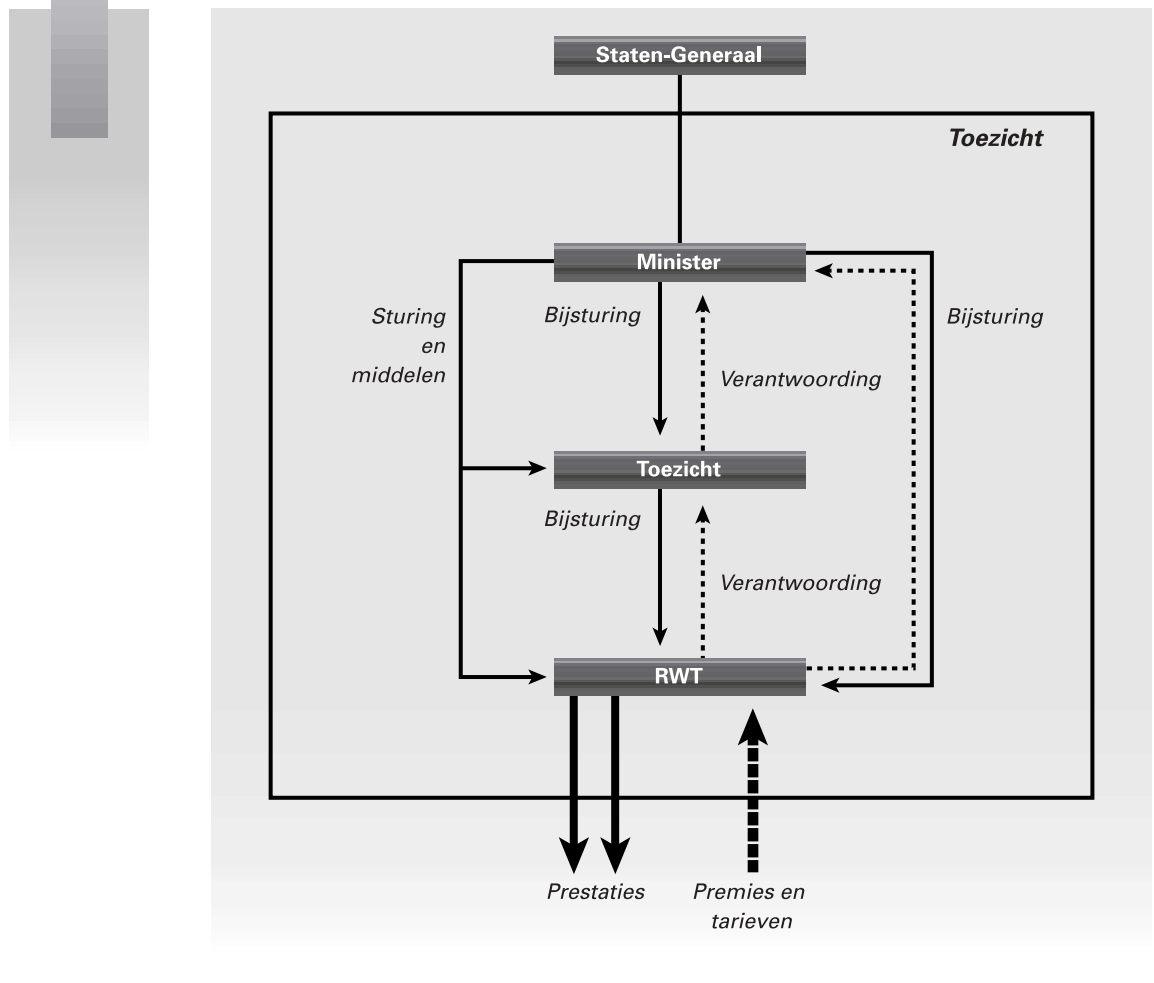 Staten-Generaal
Toezicht
Minister
Sturing
en
middelen
Bijsturing
Verantwoording
Bijsturing
Toezicht
Bijsturing
Verantwoording
RWT
Prestaties
Premies en
tarieven